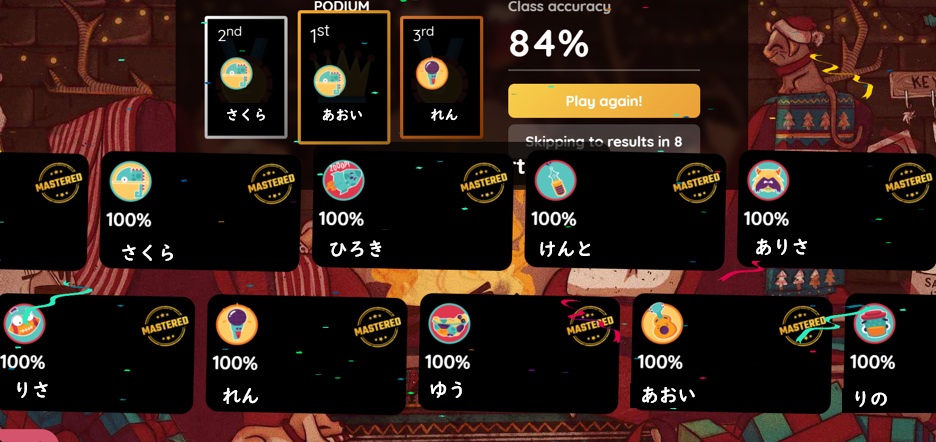 PODIUM
2nd
さくら
1st
あおい
3rd
れん
Class accuracy
84%
Play again!
Skipping to results in 8
rt
KEY
MASTERED
100%
さくら
MASTERED
ZOOOM!
100%
ひろき
MASTERED
100%
けんと
MASTERED
100%
ありさ
MASTERED
100%
りさ
MASTERED
100%
れん
MASTERED
100%
ゆう
MASTERED
100%
あおい
MASTERED
100%
りの